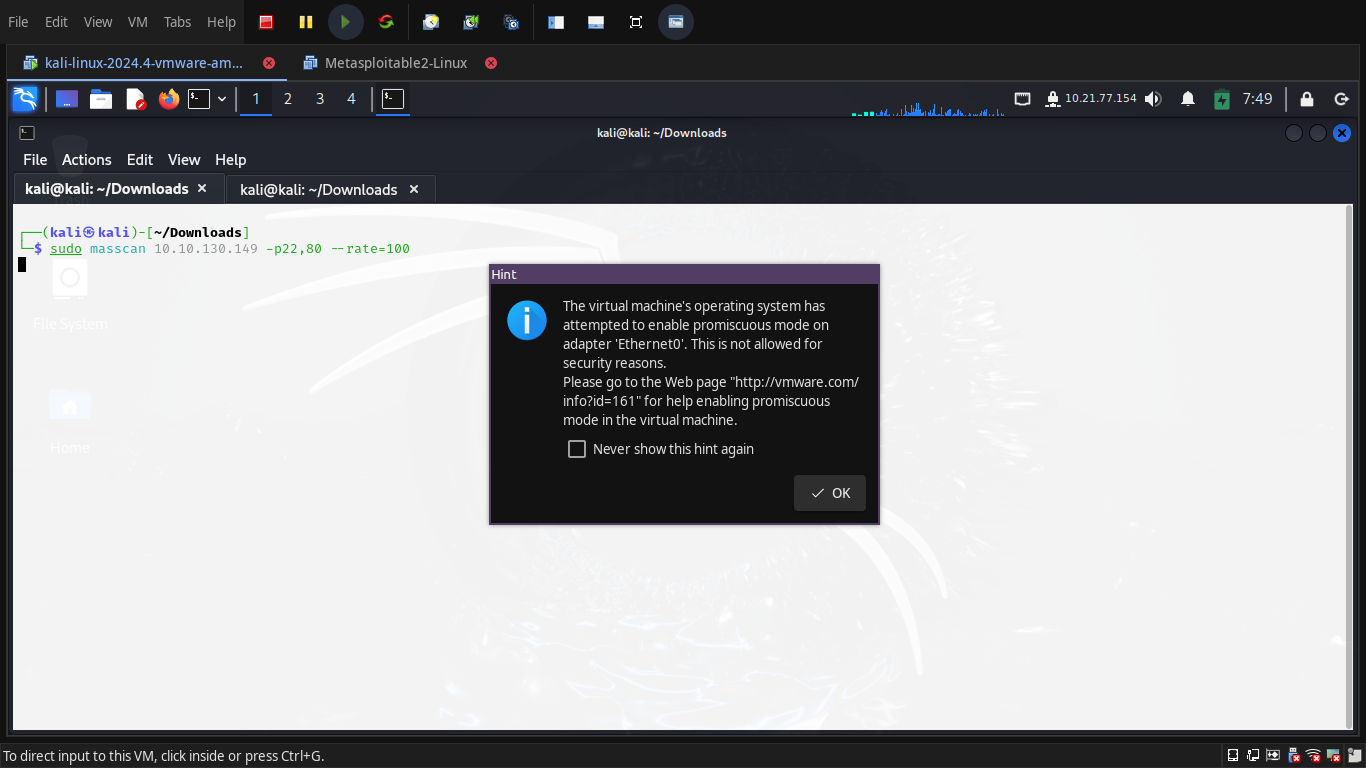 File Edit View VM Tabs Help
kali-linux-2024.4-vmware-am...
Metasploitable2-Linux
1 2 3 4
10.21.77.154
7:49
kali@kali: ~/Downloads
File Actions Edit View Help
kali@kali: ~/Downloads
kali@kali: ~/Downloads
┌──(kali㉿kali)-[~/Downloads]
└─$ sudo masscan 10.10.130.149 -p22,80 --rate=100
Hint
The virtual machine's operating system has
attempted to enable promiscuous mode on
adapter 'Ethernet0'. This is not allowed for
security reasons.
Please go to the Web page "http://vmware.com/
info?id=161" for help enabling promiscuous
mode in the virtual machine.
Never show this hint again
OK
File System
Home
To direct input to this VM, click inside or press Ctrl+G.